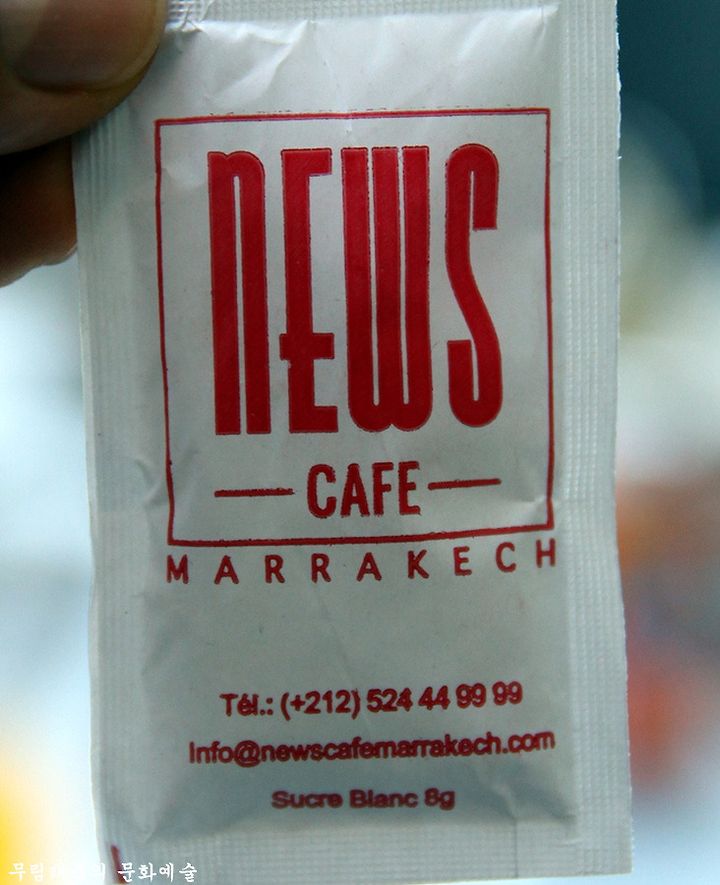 NEWS
CAFE
MARRAKECH
Tél.: (+212) 524 44 99 99
Info@newscafemarrakech.com
Sucre Blanc 8g
문화예술